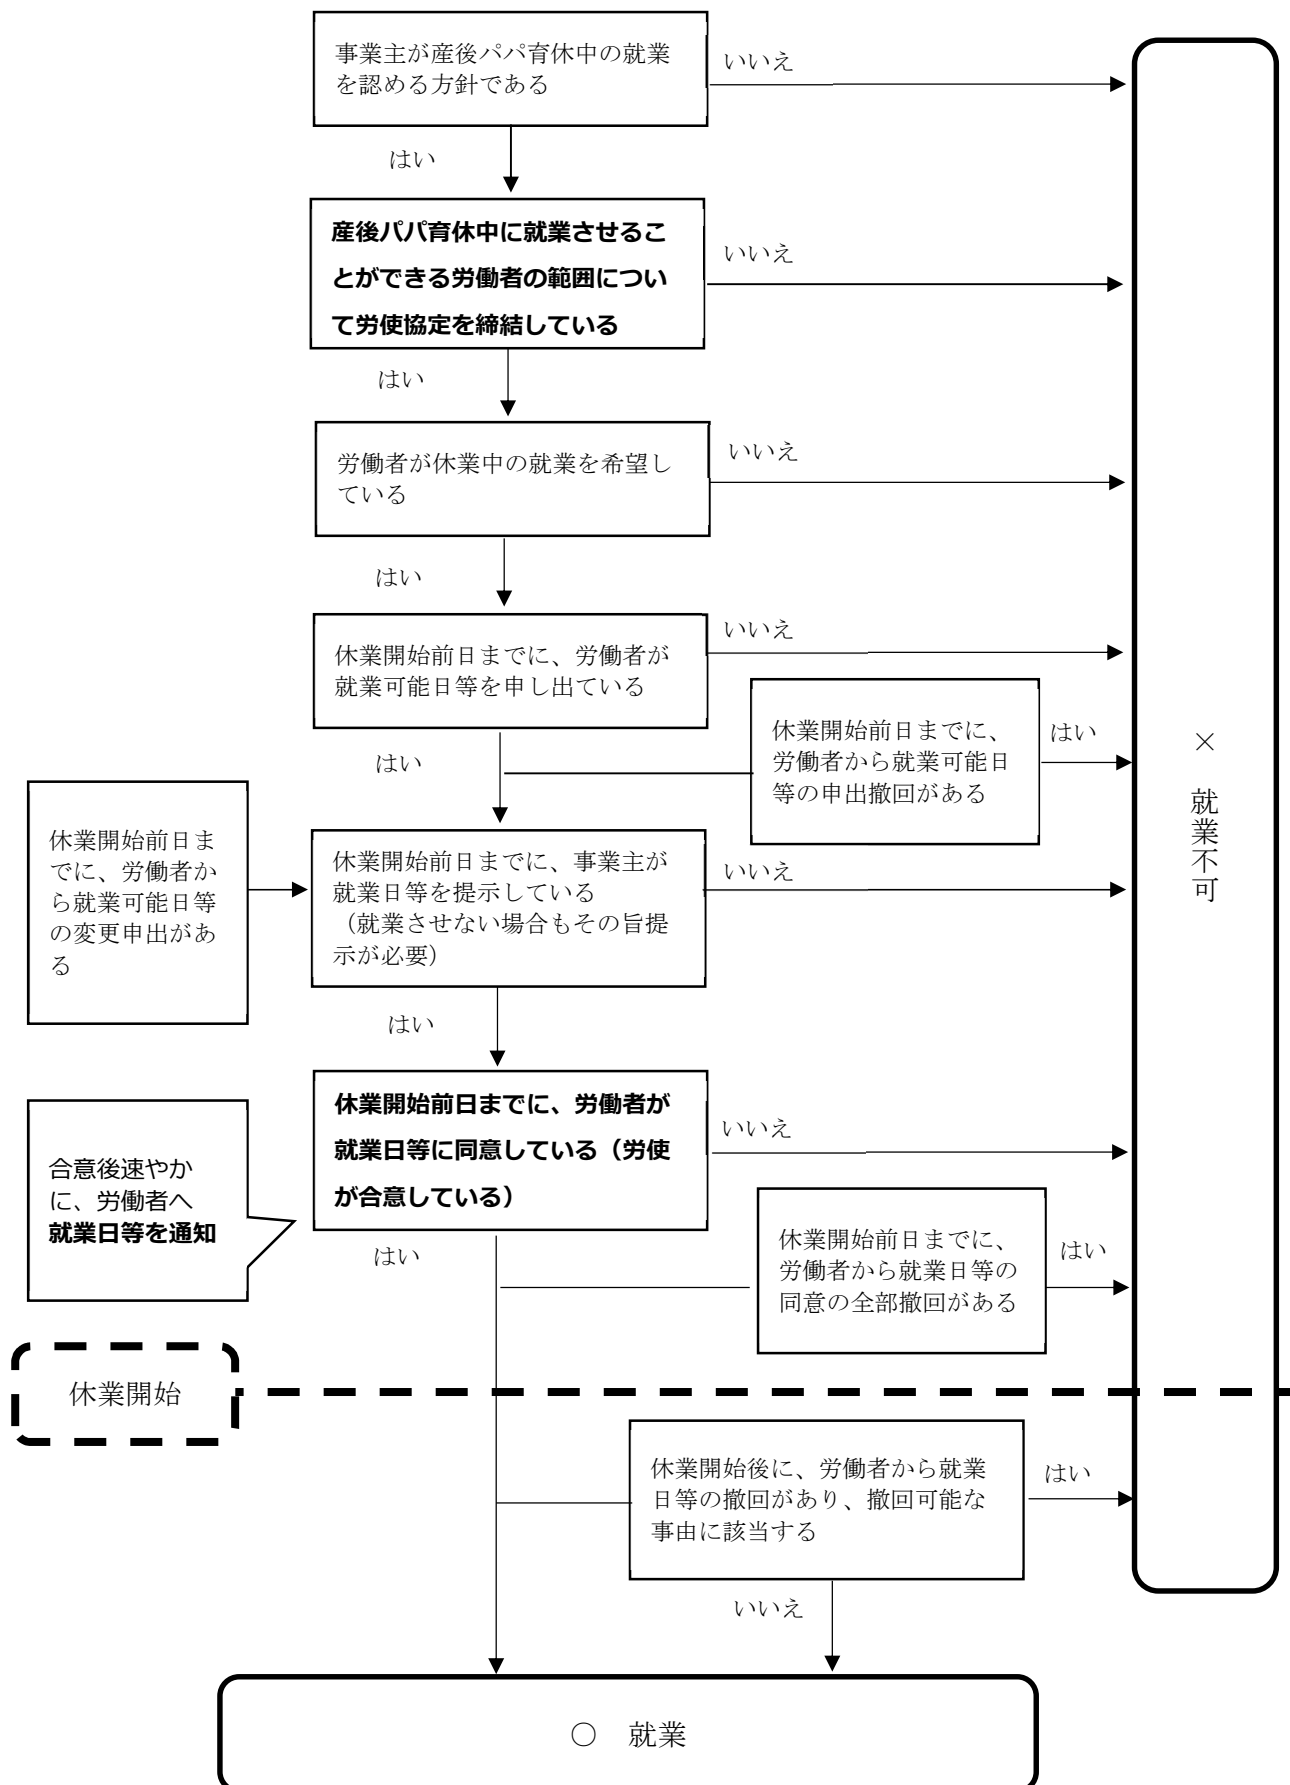 事業主が産後パパ育休中の就業
を認める方針である
いいえ
はい
産後パパ育休中に就業させるこ
とができる労働者の範囲につい
て労使協定を締結している
いいえ
はい
労働者が休業中の就業を希望し
ている
いいえ
はい
休業開始前日までに、労働者が
就業可能日等を申し出ている
いいえ
はい
休業開始前日までに、
労働者から就業可能日
等の申出撤回がある
はい
休業開始前日ま
でに、労働者か
ら就業可能日等
の変更申出があ
る
休業開始前日までに、事業主が
就業日等を提示している
（就業させない場合もその旨提
示が必要）
いいえ
はい
休業開始前日までに、労働者が
就業日等に同意している（労使
が合意している）
いいえ
はい
合意後速やか
に、労働者へ
就業日等を通知
休業開始前日までに、
労働者から就業日等の
同意の全部撤回がある
はい
休業開始
休業開始後に、労働者から就業
日等の撤回があり、撤回可能な
事由に該当する
はい
いいえ
× 就業不可
○ 就業